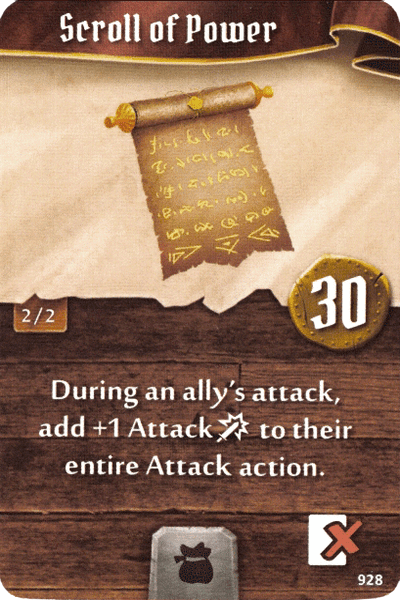 Scroll of Power
2/2
30
During an ally's attack,
add +1 Attack to their
entire Attack action.
928